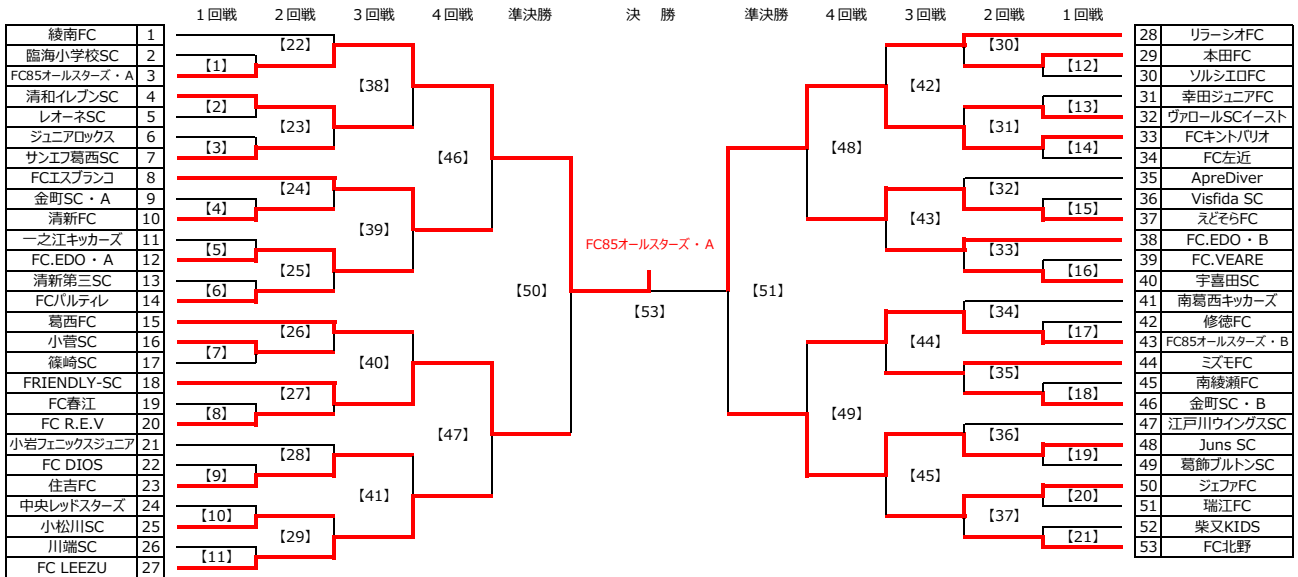 １回戦 ２回戦 ３回戦 ４回戦 準決勝 決　勝 準決勝 ４回戦 ３回戦 ２回戦 １回戦
綾南FC 1
臨海小学校SC 2
FC85オールスターズ・A 3
清和イレブンSC 4
レオーネSC 5
ジュニアロックス 6
サンエフ葛西SC 7
FCエスブランコ 8
金町SC・A 9
清新FC 10
一之江キッカーズ 11
FC.EDO・A 12
清新第三SC 13
FCパルティレ 14
葛西FC 15
小菅SC 16
篠崎SC 17
FRIENDLY-SC 18
FC春江 19
FC R.E.V 20
小岩フェニックスジュニア 21
FC DIOS 22
住吉FC 23
中央レッドスターズ 24
小松川SC 25
川端SC 26
FC LEEZU 27
【1】
【2】
【3】
【4】
【5】
【6】
【7】
【8】
【9】
【10】
【11】
【22】
【23】
【24】
【25】
【26】
【27】
【28】
【29】
【38】
【39】
【40】
【41】
【46】
【47】
【50】
FC85オールスターズ・A
【53】
【51】
【48】
【49】
【42】
【43】
【44】
【45】
【30】
【31】
【32】
【33】
【34】
【35】
【36】
【37】
【12】
【13】
【14】
【15】
【16】
【17】
【18】
【19】
【20】
【21】
28 リラーシオFC
29 本田FC
30 ソルシエロFC
31 幸田ジュニアFC
32 ヴァロールSCイースト
33 FCキントバリオ
34 FC左近
35 ApreDiver
36 Visfida SC
37 えどそらFC
38 FC.EDO・B
39 FC.VEARE
40 宇喜田SC
41 南葛西キッカーズ
42 修徳FC
43 FC85オールスターズ・B
44 ミズモFC
45 南綾瀬FC
46 金町SC・B
47 江戸川ウイングスSC
48 Juns SC
49 葛飾ブルトンSC
50 ジェファFC
51 瑞江FC
52 柴又KIDS
53 FC北野